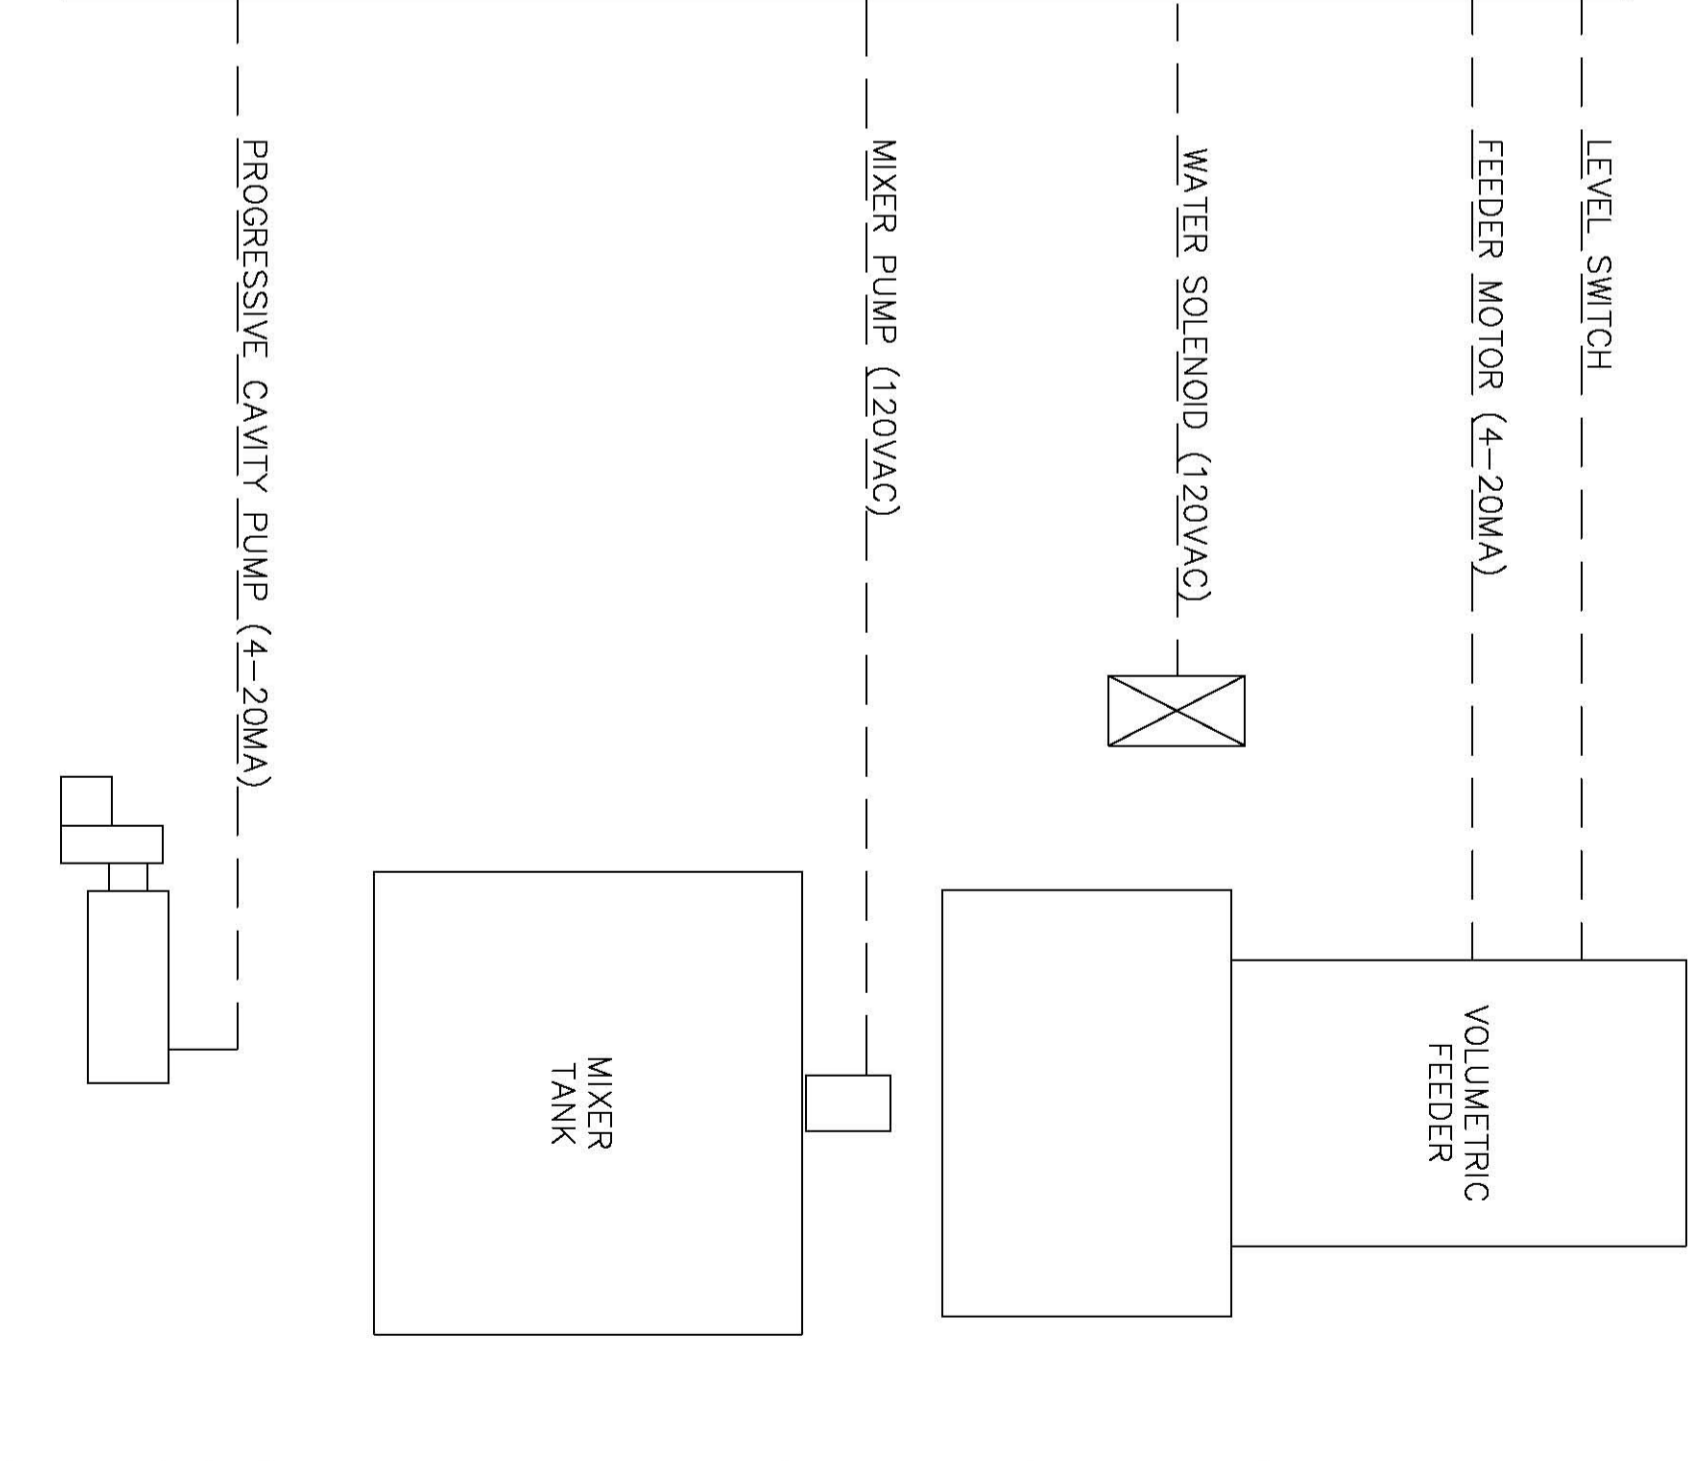 LEVEL SWITCH
FEEDER MOTOR (4-20MA)
WATER SOLENOID (120VAC)
MIXER PUMP (120VAC)
PROGRESSIVE CAVITY PUMP (4-20MA)
VOLUMETRIC
FEEDER
MIXER
TANK